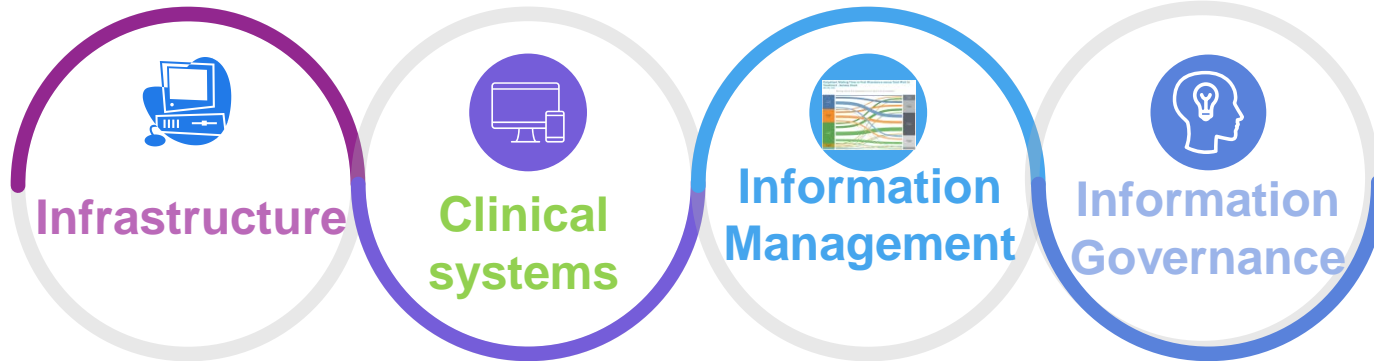 Infrastructure
Clinical
systems
Information
Management
Information
Governance